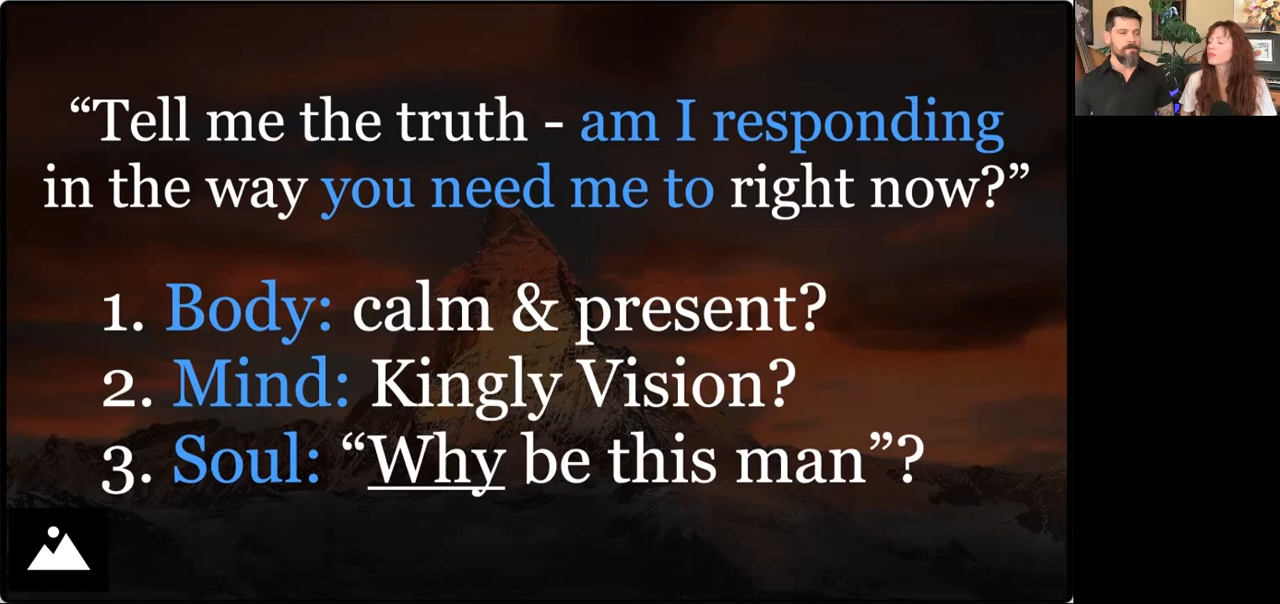 “Tell me the truth - am I responding
in the way you need me to right now?”
1. Body: calm & present?
2. Mind: Kingly Vision?
3. Soul: “Why be this man”?